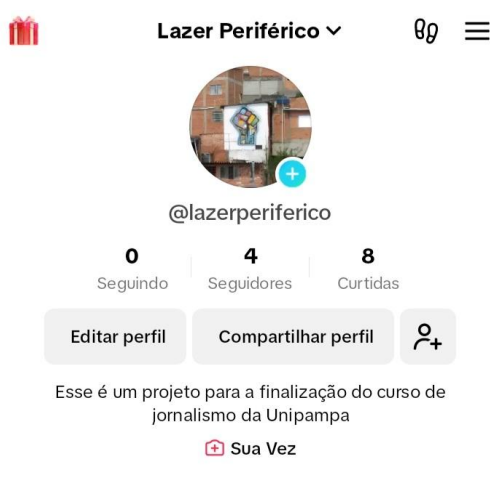 Lazer Periférico
@lazerperiferico
0 4 8
Seguindo Seguidores Curtidas
Editar perfil Compartilhar perfil
Esse é um projeto para a finalização do curso de
jornalismo da Unipampa
Sua Vez